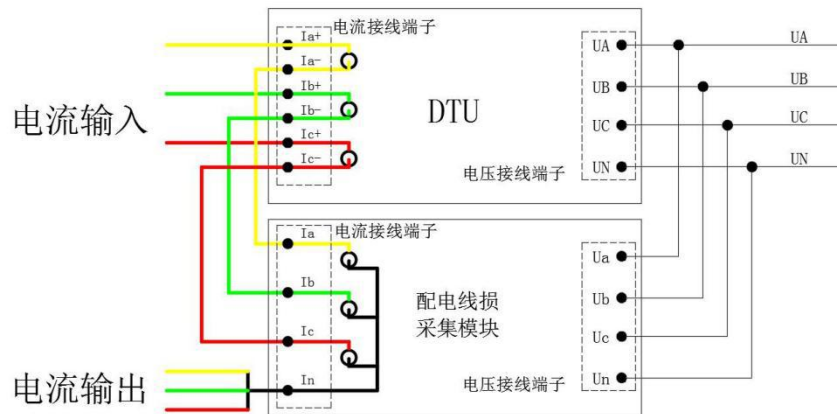 电流接线端子
Ia+
Ia-
Ib+
Ib-
Ic+
Ic-
电流输入
DTU
UA
UB
UC
UN
电压接线端子
UA
UB
UC
UN
电流接线端子
Ia
Ib
Ic
In
配电线损
采集模块
Ua
Ub
Uc
Un
电压接线端子
电流输出